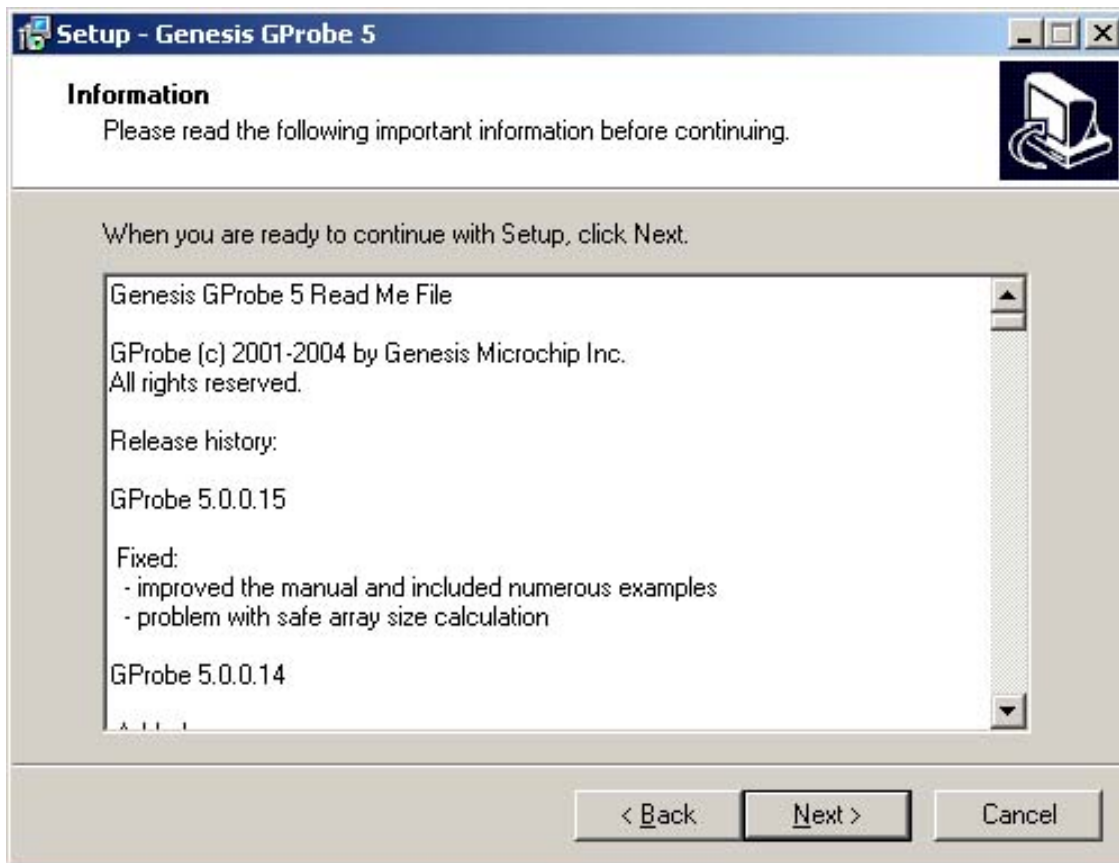 Setup - Genesis GProbe 5
Information
Please read the following important information before continuing.
When you are ready to continue with Setup, click Next.
Genesis GProbe 5 Read Me File
GProbe (c) 2001-2004 by Genesis Microchip Inc.
All rights reserved.
Release history:
GProbe 5.0.0.15
Fixed:
- improved the manual and included numerous examples
- problem with safe array size calculation
GProbe 5.0.0.14
< Back
Next >
Cancel